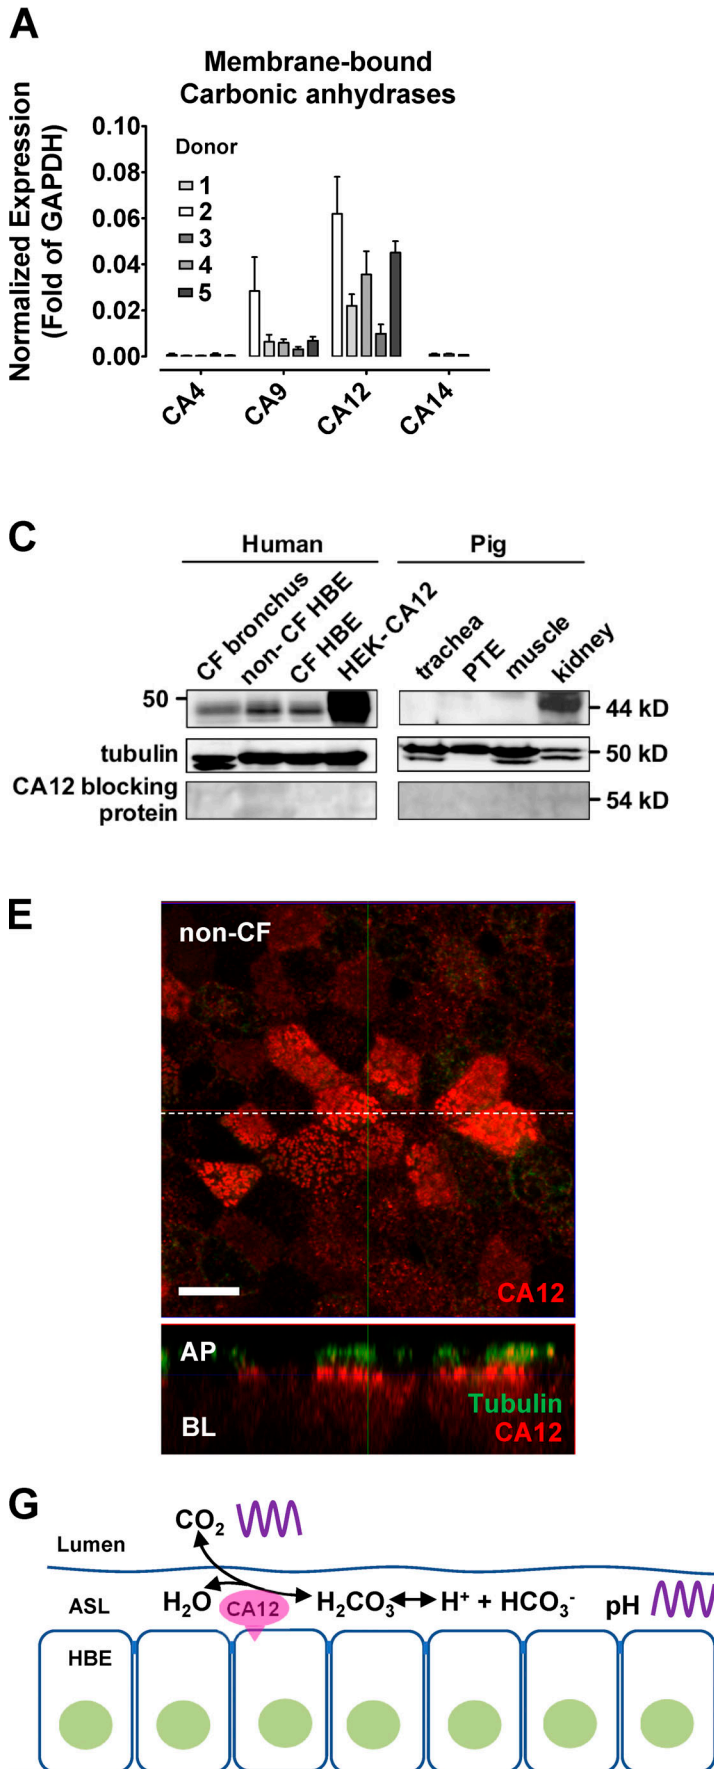 A
Membrane-bound
Carbonic anhydrases
Normalized Expression
(Fold of GAPDH)
0.10
0.08
0.06
0.04
0.02
0.00
Donor
1
2
3
4
5
CA4
CA9
CA12
CA14
C
Human
Pig
CF bronchus
non- CF HBE
CF HBE
HEK-CA12
trachea
PTE
muscle
kidney
50
44 kD
tubulin
50 kD
CA12 blocking
protein
54 kD
E
non-CF
CA12
AP
BL
Tubulin
CA12
G
CO₂
Lumen
ASL
H₂O
CA12
H₂CO₃
H⁺ + HCO₃⁻
pH
HBE